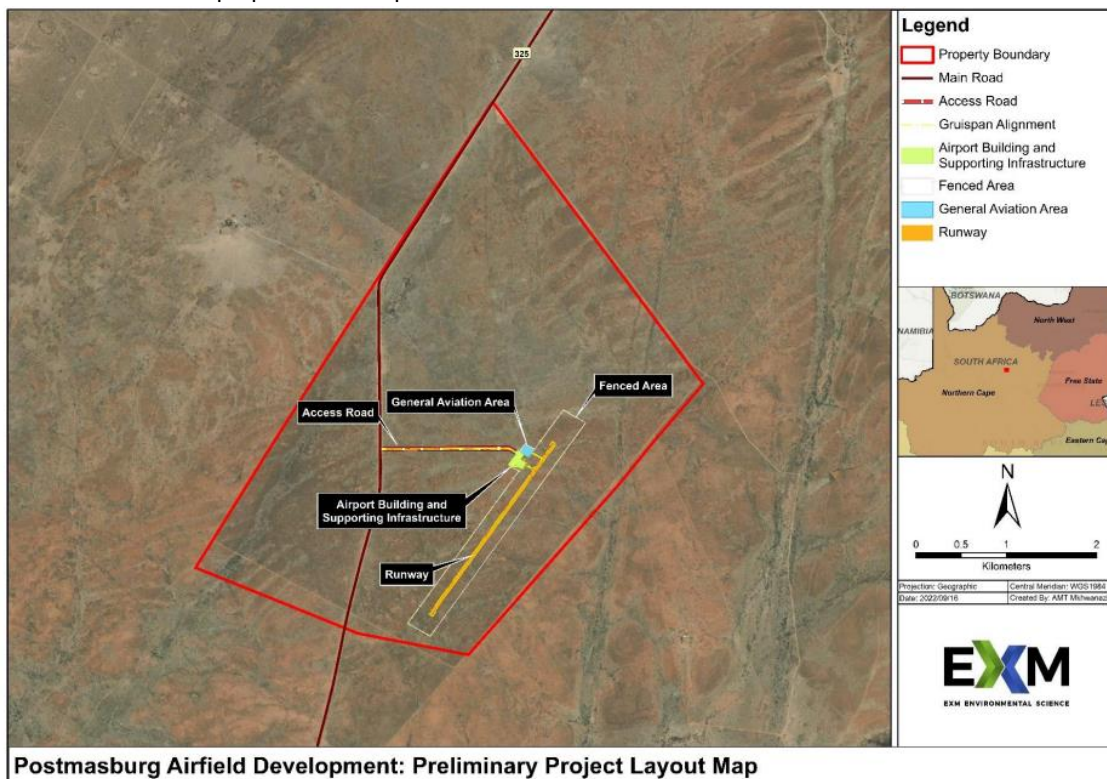 325
Access Road
General Aviation Area
Fenced Area
Airport Building and
Supporting Infrastructure
Runway
Legend
Property Boundary
Main Road
Access Road
Gruispan Alignment
Airport Building and
Supporting Infrastructure
Fenced Area
General Aviation Area
Runway
BOTSWANA
NAMIBIA
North West
SOUTH AFRICA
Northern Cape
Free State
Eastern Cap
N
0 0.5 1 2
Kilometers
Projection: Geographic Central Meridian: WGS1984
Date: 2022/09/16 Created By: AMT Mkhwanaz
EXM
EXM ENVIRONMENTAL SCIENCE
Postmasburg Airfield Development: Preliminary Project Layout Map